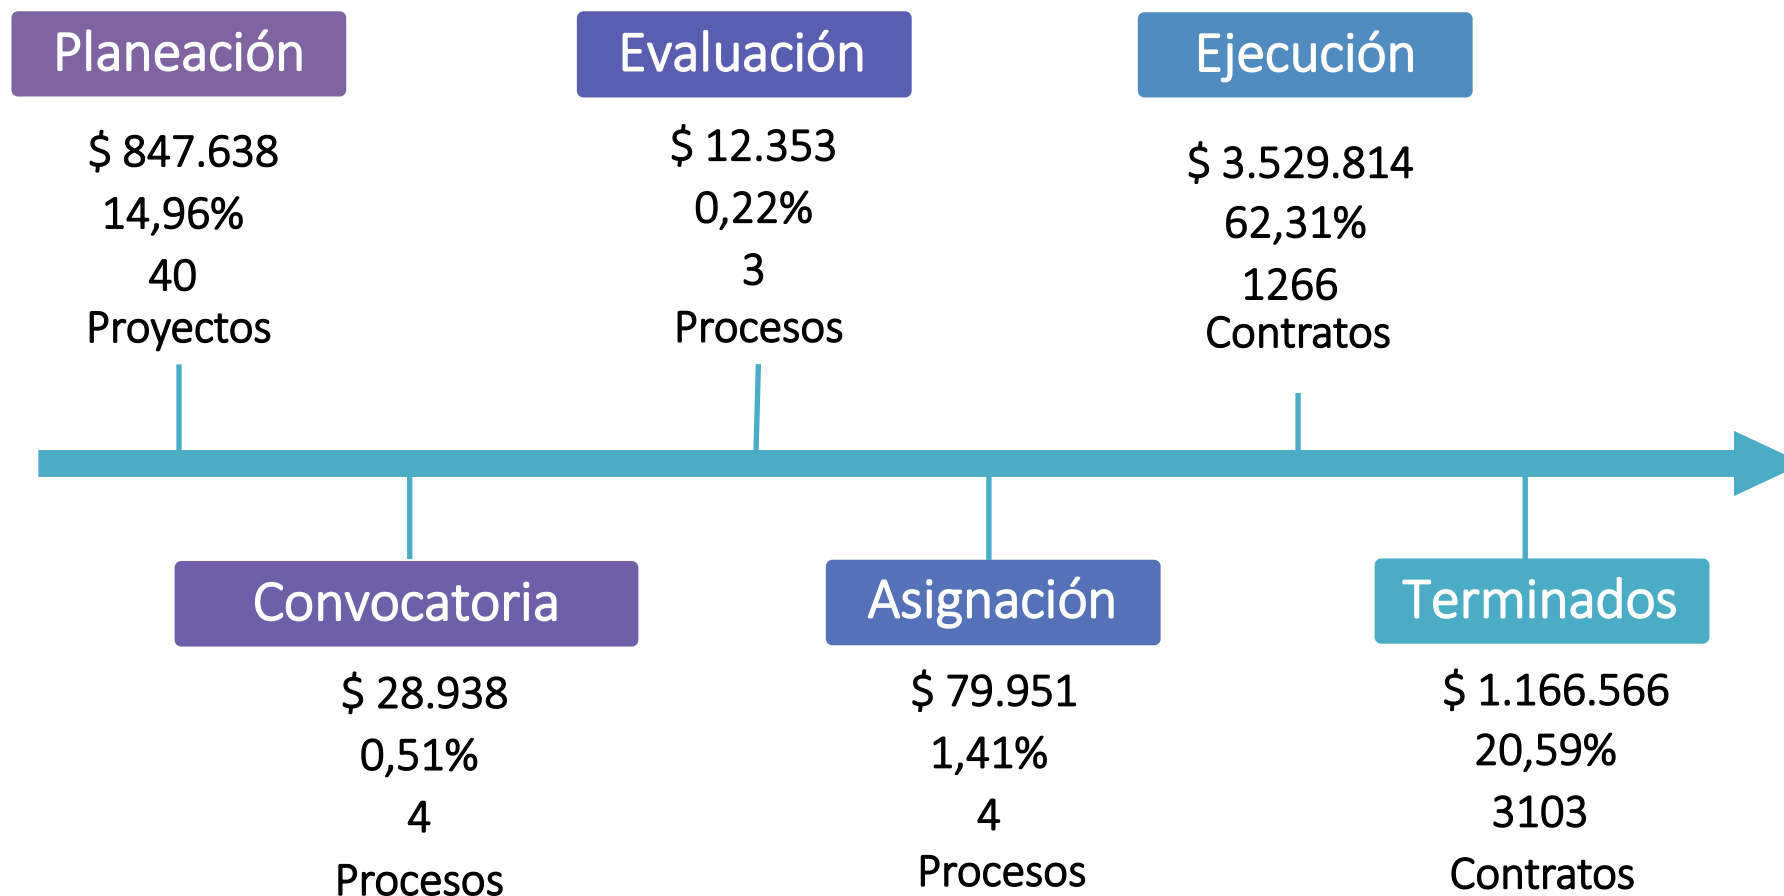 Planeación
$ 847.638
14,96%
40
Proyectos
Evaluación
$ 12.353
0,22%
3
Procesos
Ejecución
$ 3.529.814
62,31%
1266
Contratos
Convocatoria
$ 28.938
0,51%
4
Procesos
Asignación
$ 79.951
1,41%
4
Procesos
Terminados
$ 1.166.566
20,59%
3103
Contratos